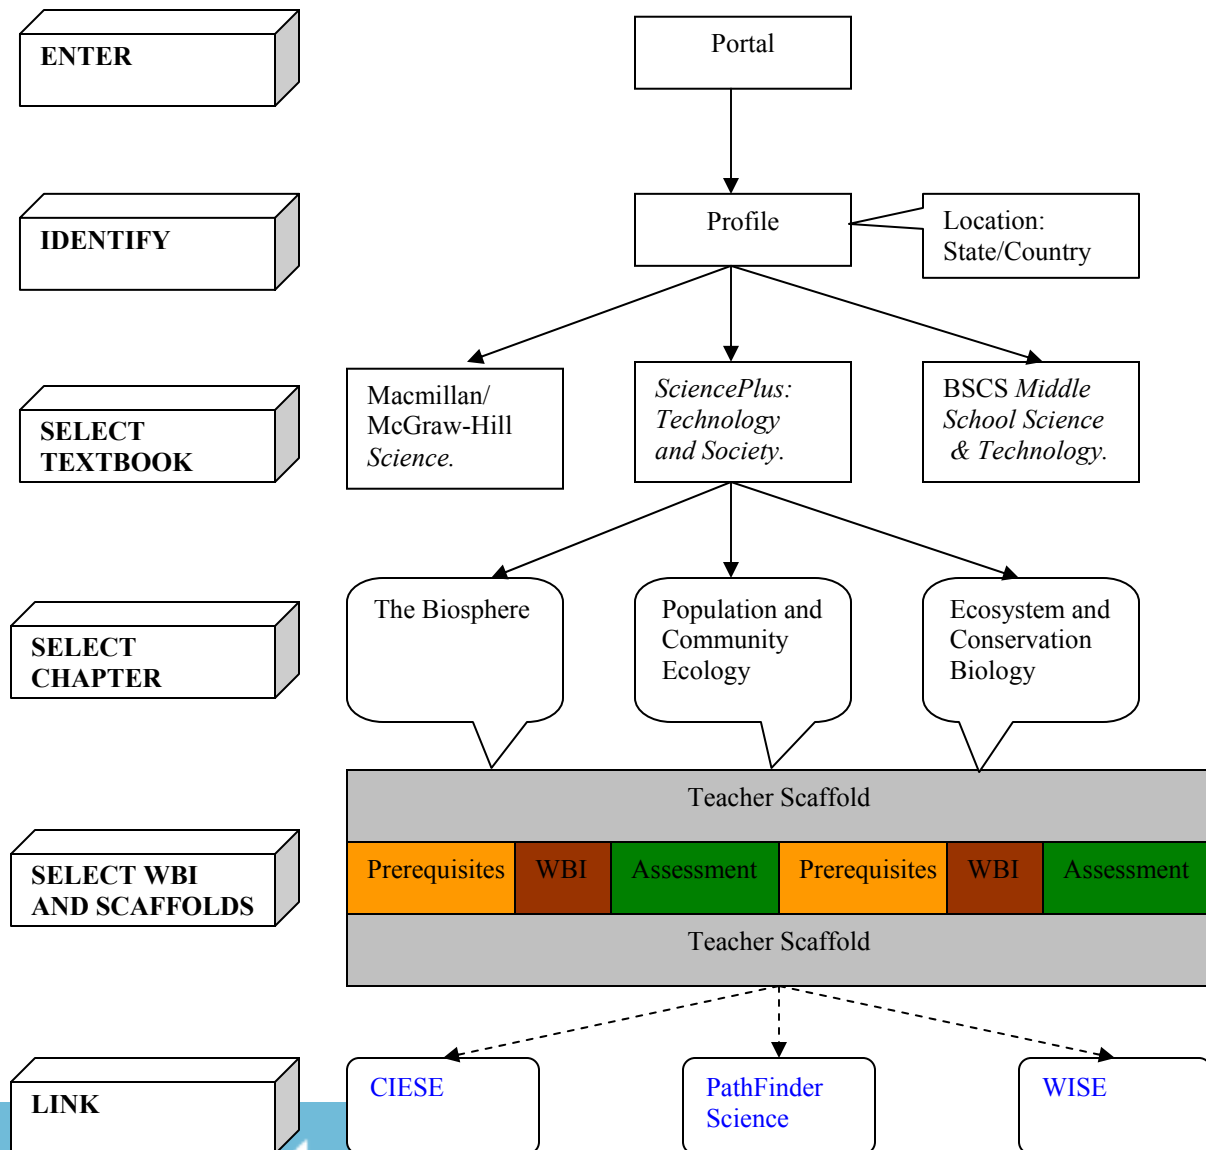 ENTER
Portal
IDENTIFY
Profile
Location:
State/Country
SELECT
TEXTBOOK
Macmillan/
McGraw-Hill
Science.
SciencePlus:
Technology
and Society.
BSCS Middle
School Science
& Technology.
SELECT
CHAPTER
The Biosphere
Population and
Community
Ecology
Ecosystem and
Conservation
Biology
SELECT WBI
AND SCAFFOLDS
Teacher Scaffold
Prerequisites WBI Assessment Prerequisites WBI Assessment
Teacher Scaffold
LINK
CIESE
PathFinder
Science
WISE